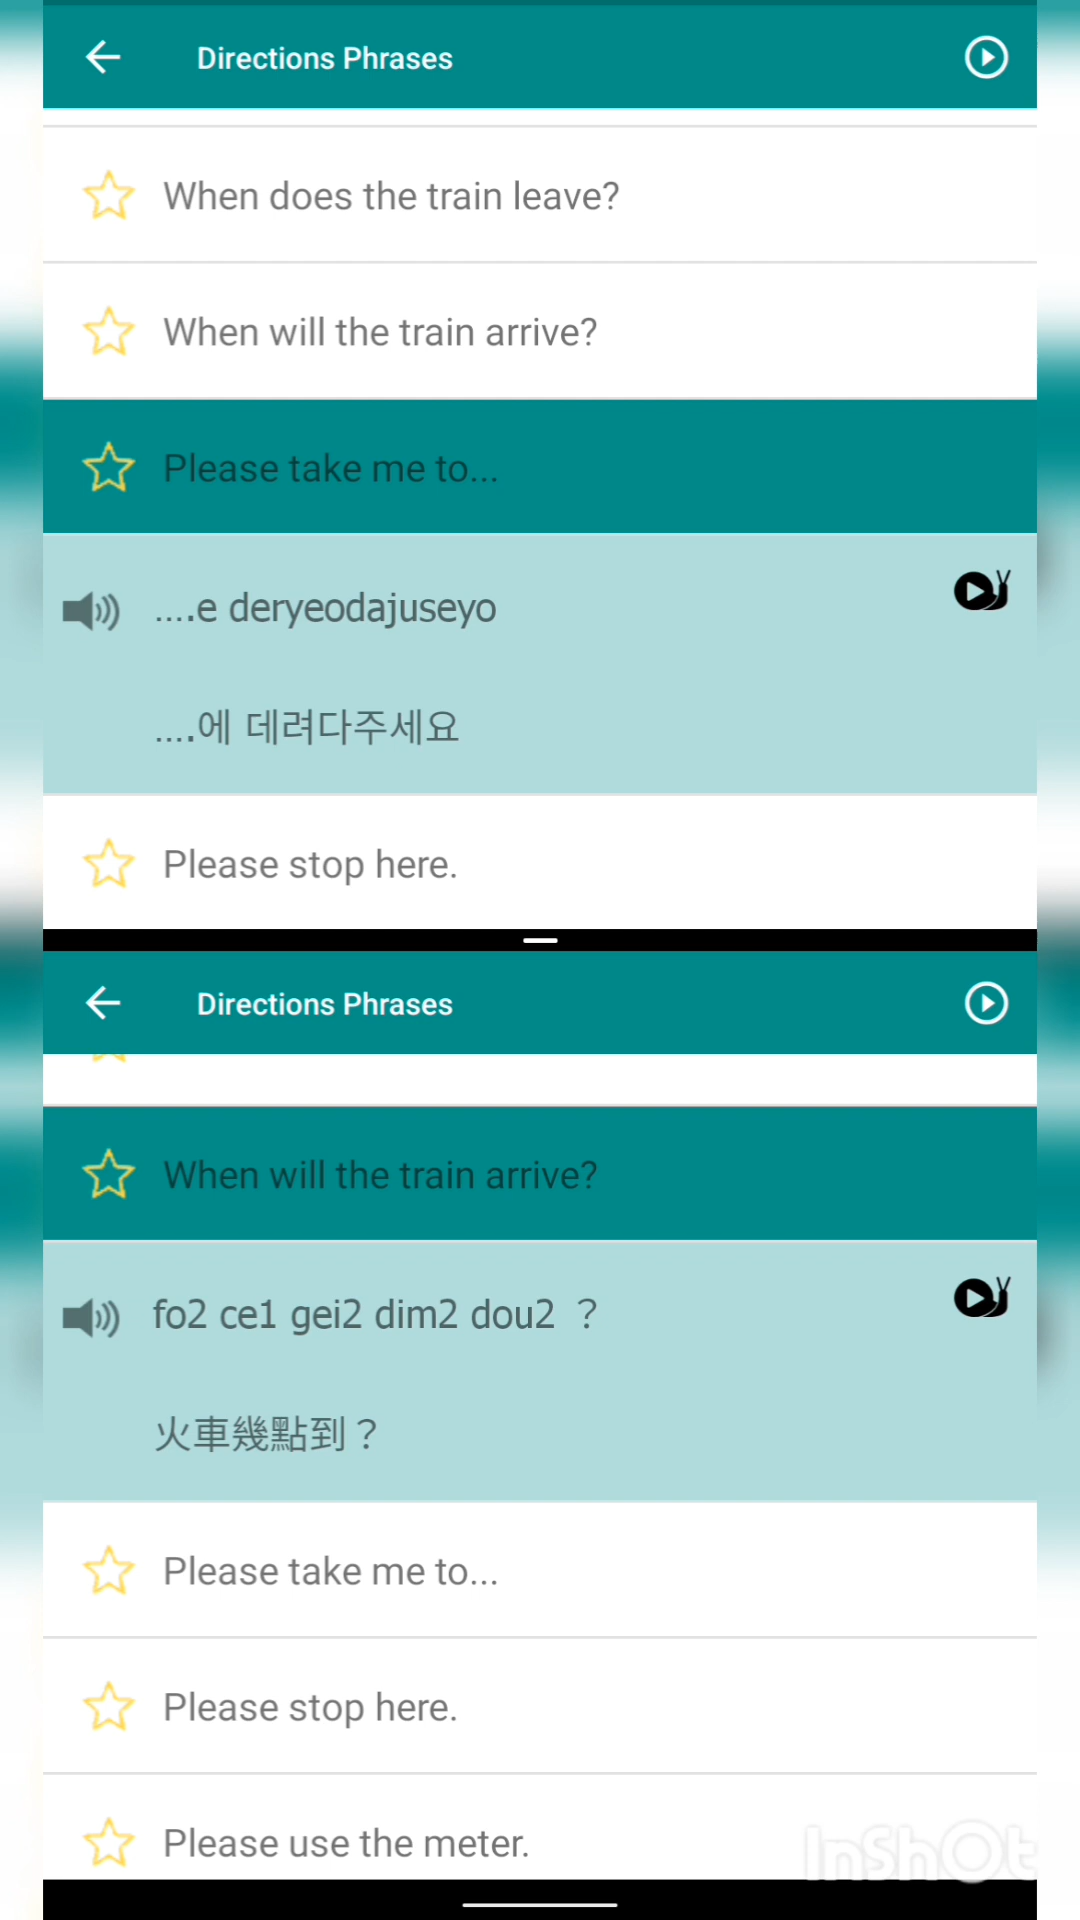 Directions Phrases
When does the train leave?
When will the train arrive?
Please take me to...
....e deryeodajuseyo
....에 데려다주세요
Please stop here.
Directions Phrases
When will the train arrive?
fo2 ce1 gei2 dim2 dou2 ？
火車幾點到？
Please take me to...
Please stop here.
Please use the meter.
InShOt